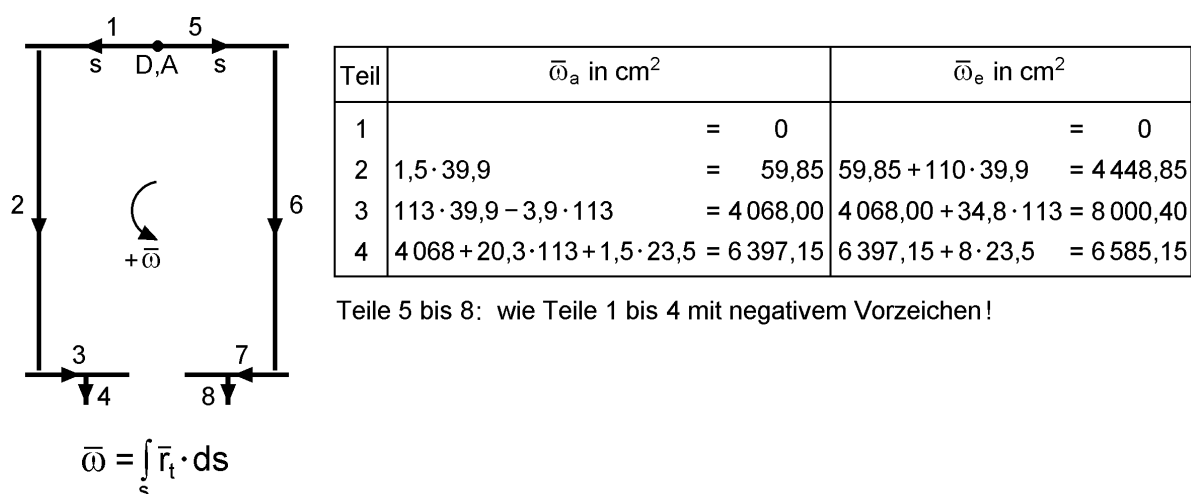 1 5
s D,A s
2 6
+ω̅
3 7
4 8
ω̅ = ∫ r̅ₜ · ds
s
Teil ω̅ₐ in cm² ω̅ₑ in cm²
1 = 0 = 0
2 1,5·39,9 = 59,85 59,85+110·39,9 = 4 448,85
3 113·39,9−3,9·113 = 4 068,00 4 068,00+34,8·113 = 8 000,40
4 4 068+20,3·113+1,5·23,5 = 6 397,15 6 397,15+8·23,5 = 6 585,15
Teile 5 bis 8: wie Teile 1 bis 4 mit negativem Vorzeichen!